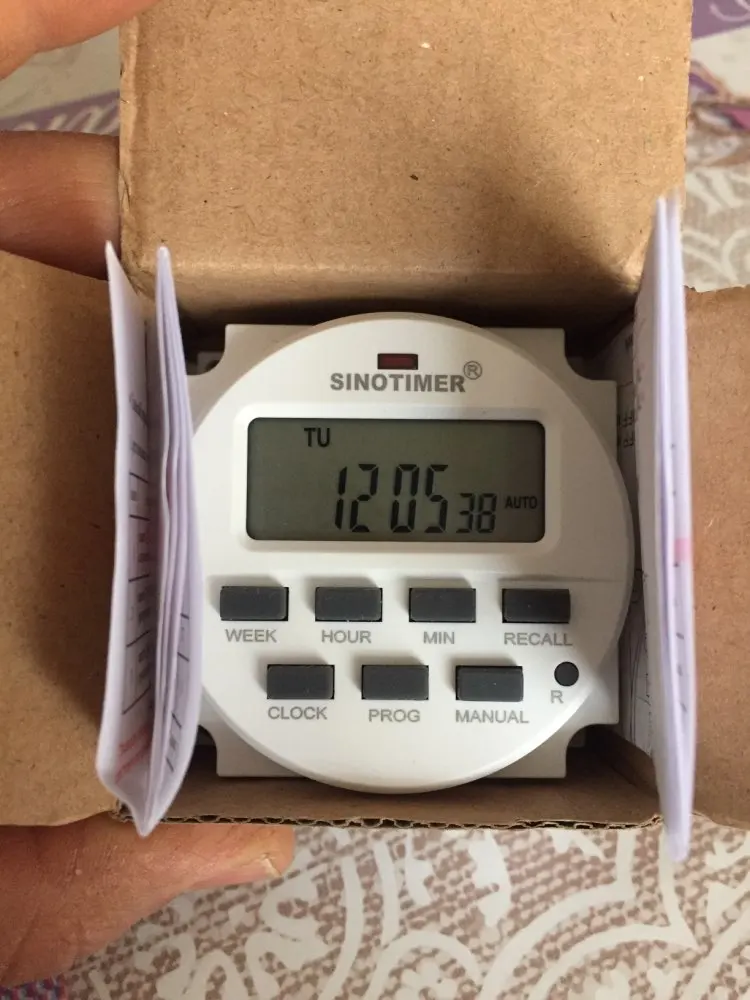 SINOTIMER®
TU
12 05 38 AUTO
WEEK HOUR MIN RECALL
CLOCK PROG MANUAL R